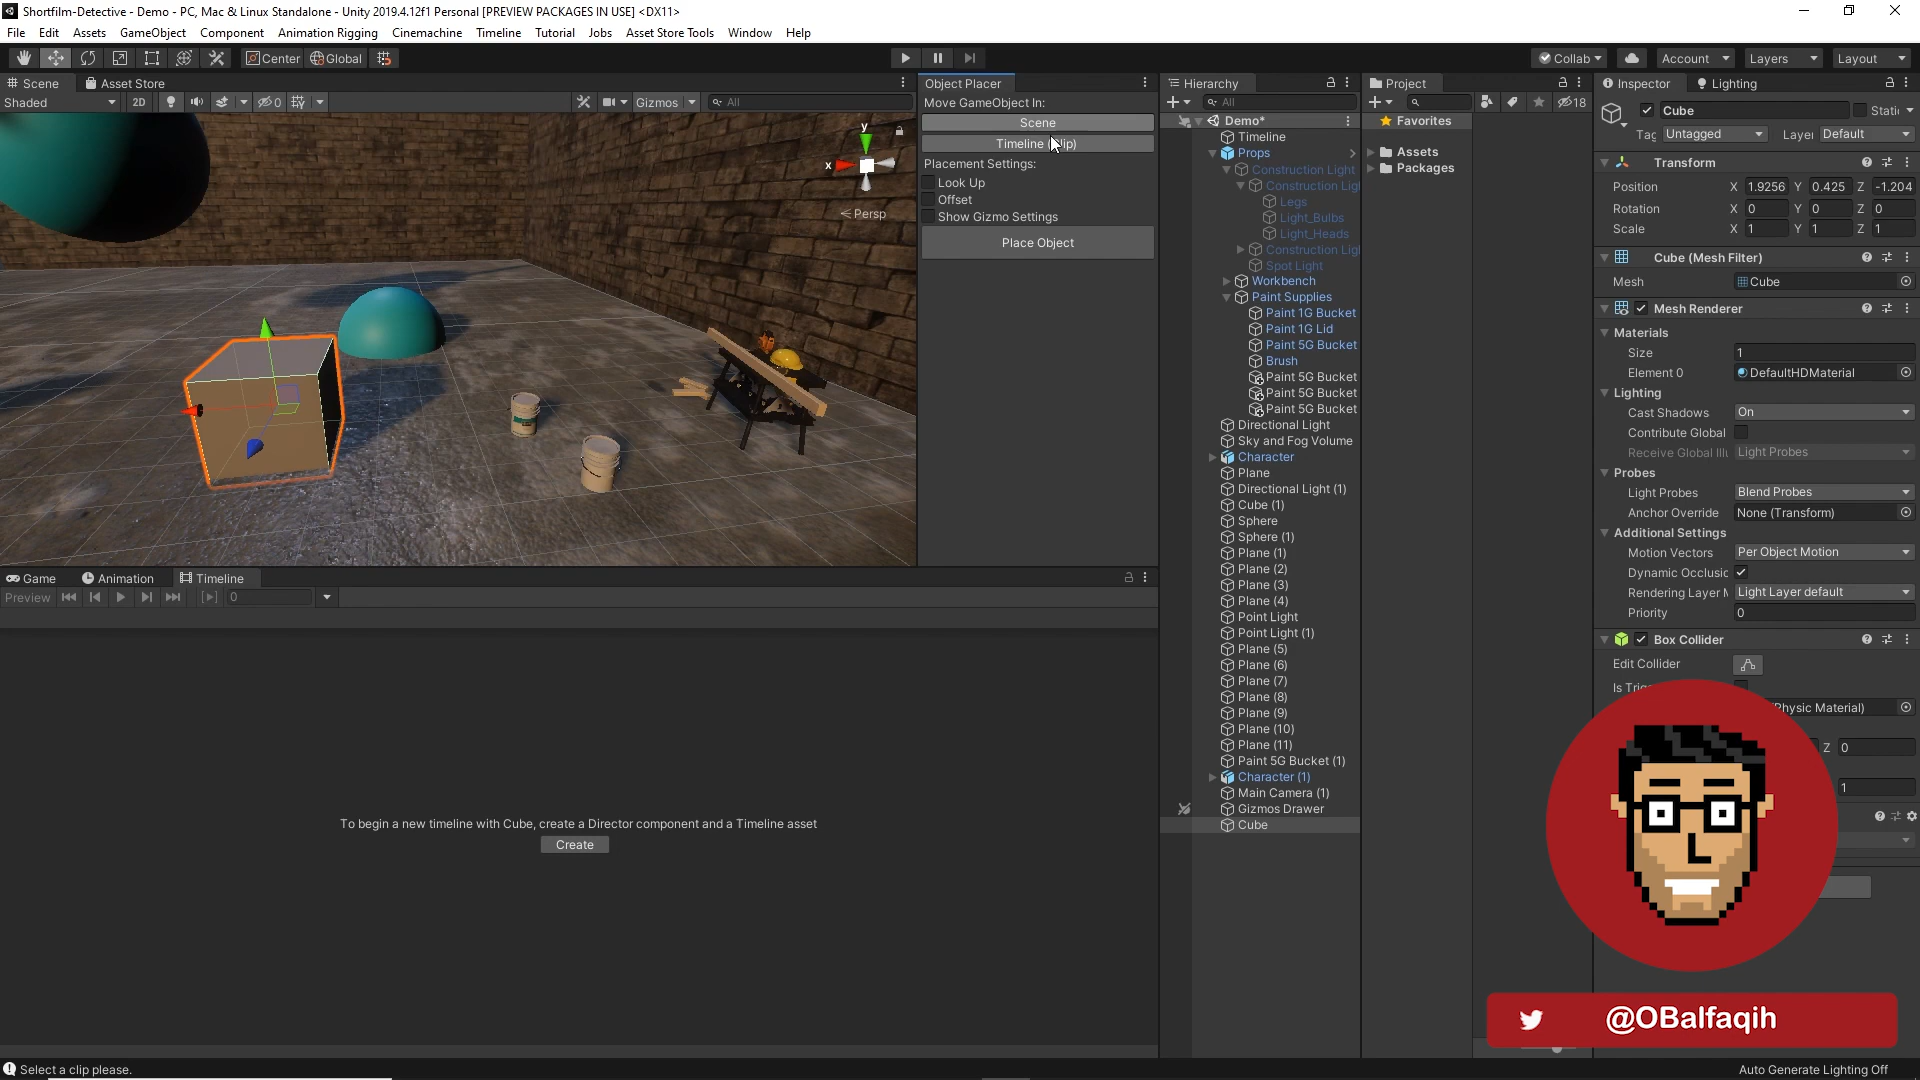 Shortfilm-Detective - Demo - PC, Mac & Linux Standalone - Unity 2019.4.12f1 Personal [PREVIEW PACKAGES IN USE] <DX11>
File Edit Assets GameObject Component Animation Rigging Cinemachine Timeline Tutorial Jobs Asset Store Tools Window Help
Center Global Collab Account Layers Layout
Scene Asset Store
Shaded 2D 0 Gizmos All
y
x
Persp
Object Placer
Move GameObject In:
Scene
Timeline
Placement Settings:
Look Up
Offset
Show Gizmo Settings
Place Object
Hierarchy
All
Demo*
Timeline
Props
Construction Light
Construction Lig
Legs
Light_Bulbs
Light_Heads
Construction Lig
Spot Light
Workbench
Paint Supplies
Paint 1G Bucket
Paint 1G Lid
Paint 5G Bucket
Brush
Paint 5G Bucket
Paint 5G Bucket
Paint 5G Bucket
Directional Light
Sky and Fog Volume
Character
Plane
Directional Light (1)
Cube (1)
Sphere
Sphere (1)
Plane (1)
Plane (2)
Plane (3)
Plane (4)
Point Light
Point Light (1)
Plane (5)
Plane (6)
Plane (7)
Plane (8)
Plane (9)
Plane (10)
Plane (11)
Paint 5G Bucket (1)
Character (1)
Main Camera (1)
Gizmos Drawer
Cube
Project
18
Favorites
Assets
Packages
Inspector Lighting
Cube Static
Tag Untagged Layer Default
Transform
Position X 1.9256 Y 0.425 Z -1.204
Rotation X 0 Y 0 Z 0
Scale X 1 Y 1 Z 1
Cube (Mesh Filter)
Mesh Cube
Mesh Renderer
Materials
Size 1
Element 0 DefaultHDMaterial
Lighting
Cast Shadows On
Contribute Global
Receive Global Illu Light Probes
Probes
Light Probes Blend Probes
Anchor Override None (Transform)
Additional Settings
Motion Vectors Per Object Motion
Dynamic Occlusic
Rendering Layer M Light Layer default
Priority 0
Box Collider
Edit Collider
Is Trig
Physic Material)
Z 0
1
Game Animation Timeline
Preview 0
To begin a new timeline with Cube, create a Director component and a Timeline asset
Create
@OBalfaqih
Select a clip please.
Auto Generate Lighting Off